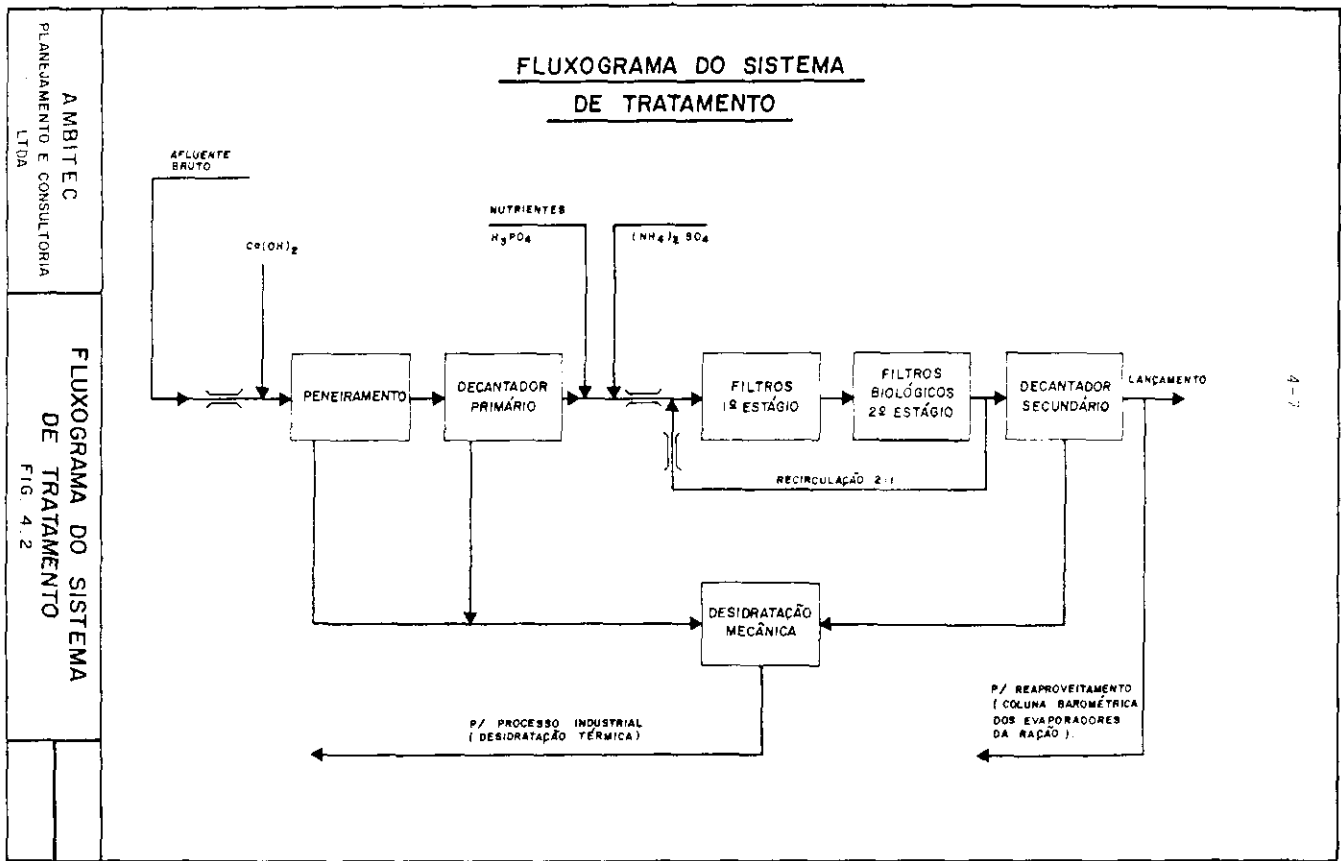 FLUXOGRAMA DO SISTEMA
DE TRATAMENTO
AFLUENTE
BRUTO
Ca(OH)2
NUTRIENTES
H3PO4
(NH4)2 SO4
PENEIRAMENTO
DECANTADOR
PRIMÁRIO
FILTROS
1º ESTÁGIO
FILTROS
BIOLÓGICOS
2º ESTÁGIO
DECANTADOR
SECUNDÁRIO
LANÇAMENTO
RECIRCULAÇÃO 2:1
DESIDRATAÇÃO
MECÂNICA
P/ PROCESSO INDUSTRIAL
(DESIDRATAÇÃO TÉRMICA)
P/ REAPROVEITAMENTO
(COLUNA BAROMÉTRICA
DOS EVAPORADORES
DA RAÇÃO).
4-7
AMBITEC
PLANEJAMENTO E CONSULTORIA
LTDA
FLUXOGRAMA DO SISTEMA
DE TRATAMENTO
FIG. 4.2